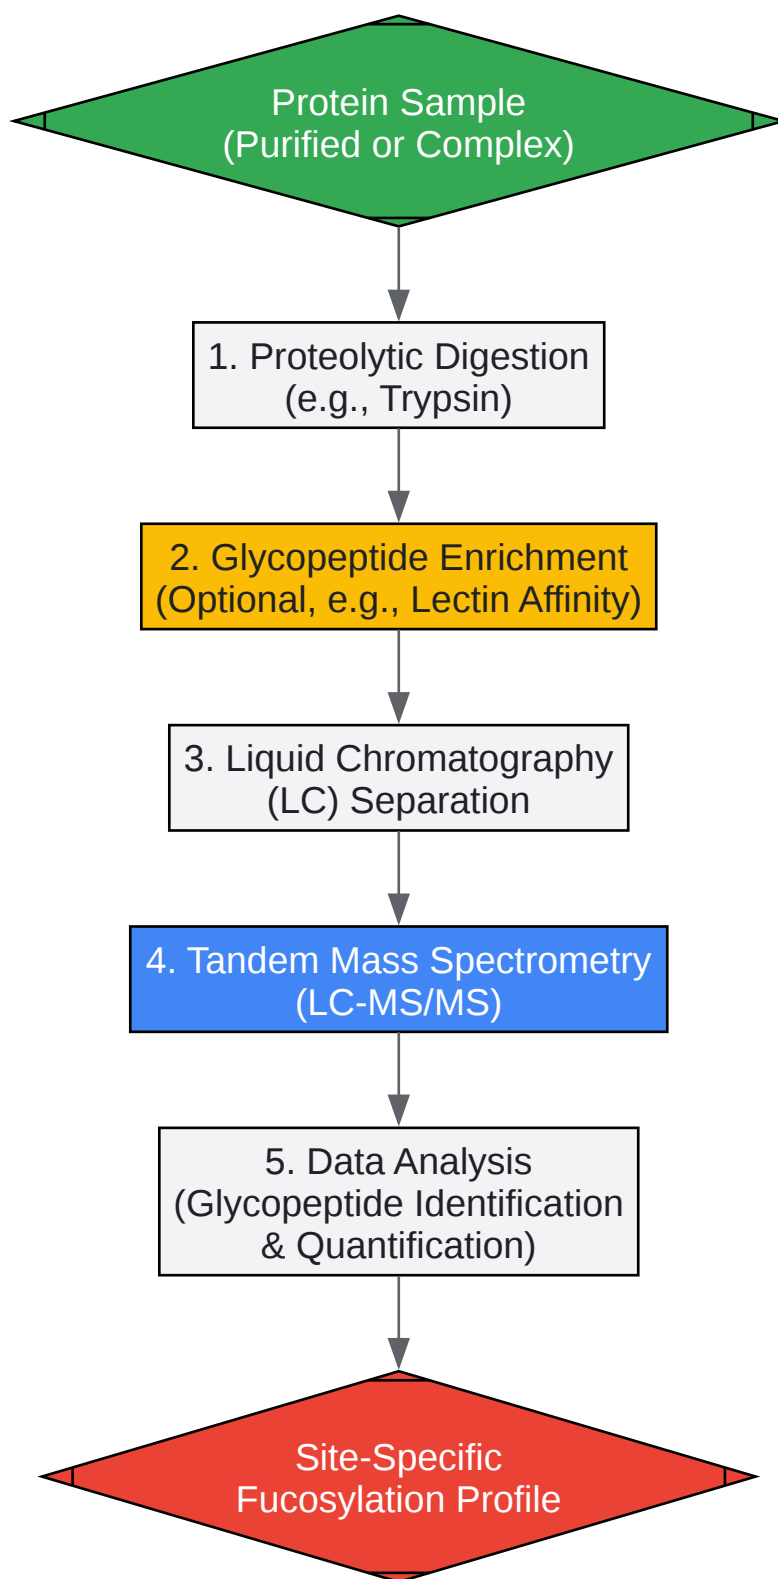 Protein Sample
(Purified or Complex)
1. Proteolytic Digestion
(e.g., Trypsin)
2. Glycopeptide Enrichment
(Optional, e.g., Lectin Affinity)
3. Liquid Chromatography
(LC) Separation
4. Tandem Mass Spectrometry
(LC-MS/MS)
5. Data Analysis
(Glycopeptide Identification
& Quantification)
Site-Specific
Fucosylation Profile